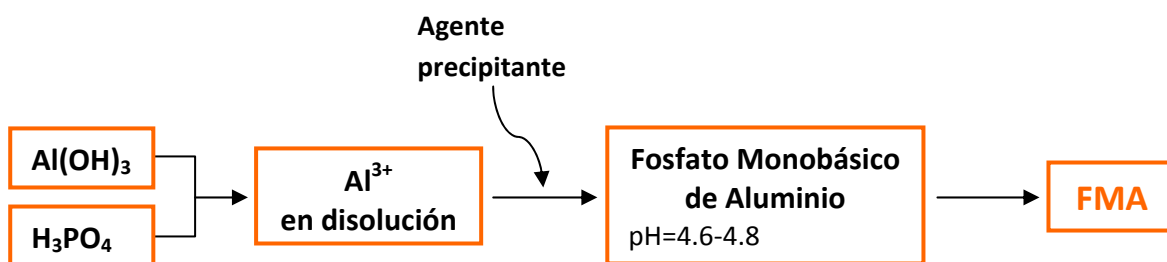 Agente
precipitante
Al(OH)₃
H₃PO₄
Al³⁺
en disolución
Fosfato Monobásico
de Aluminio
pH=4.6-4.8
FMA